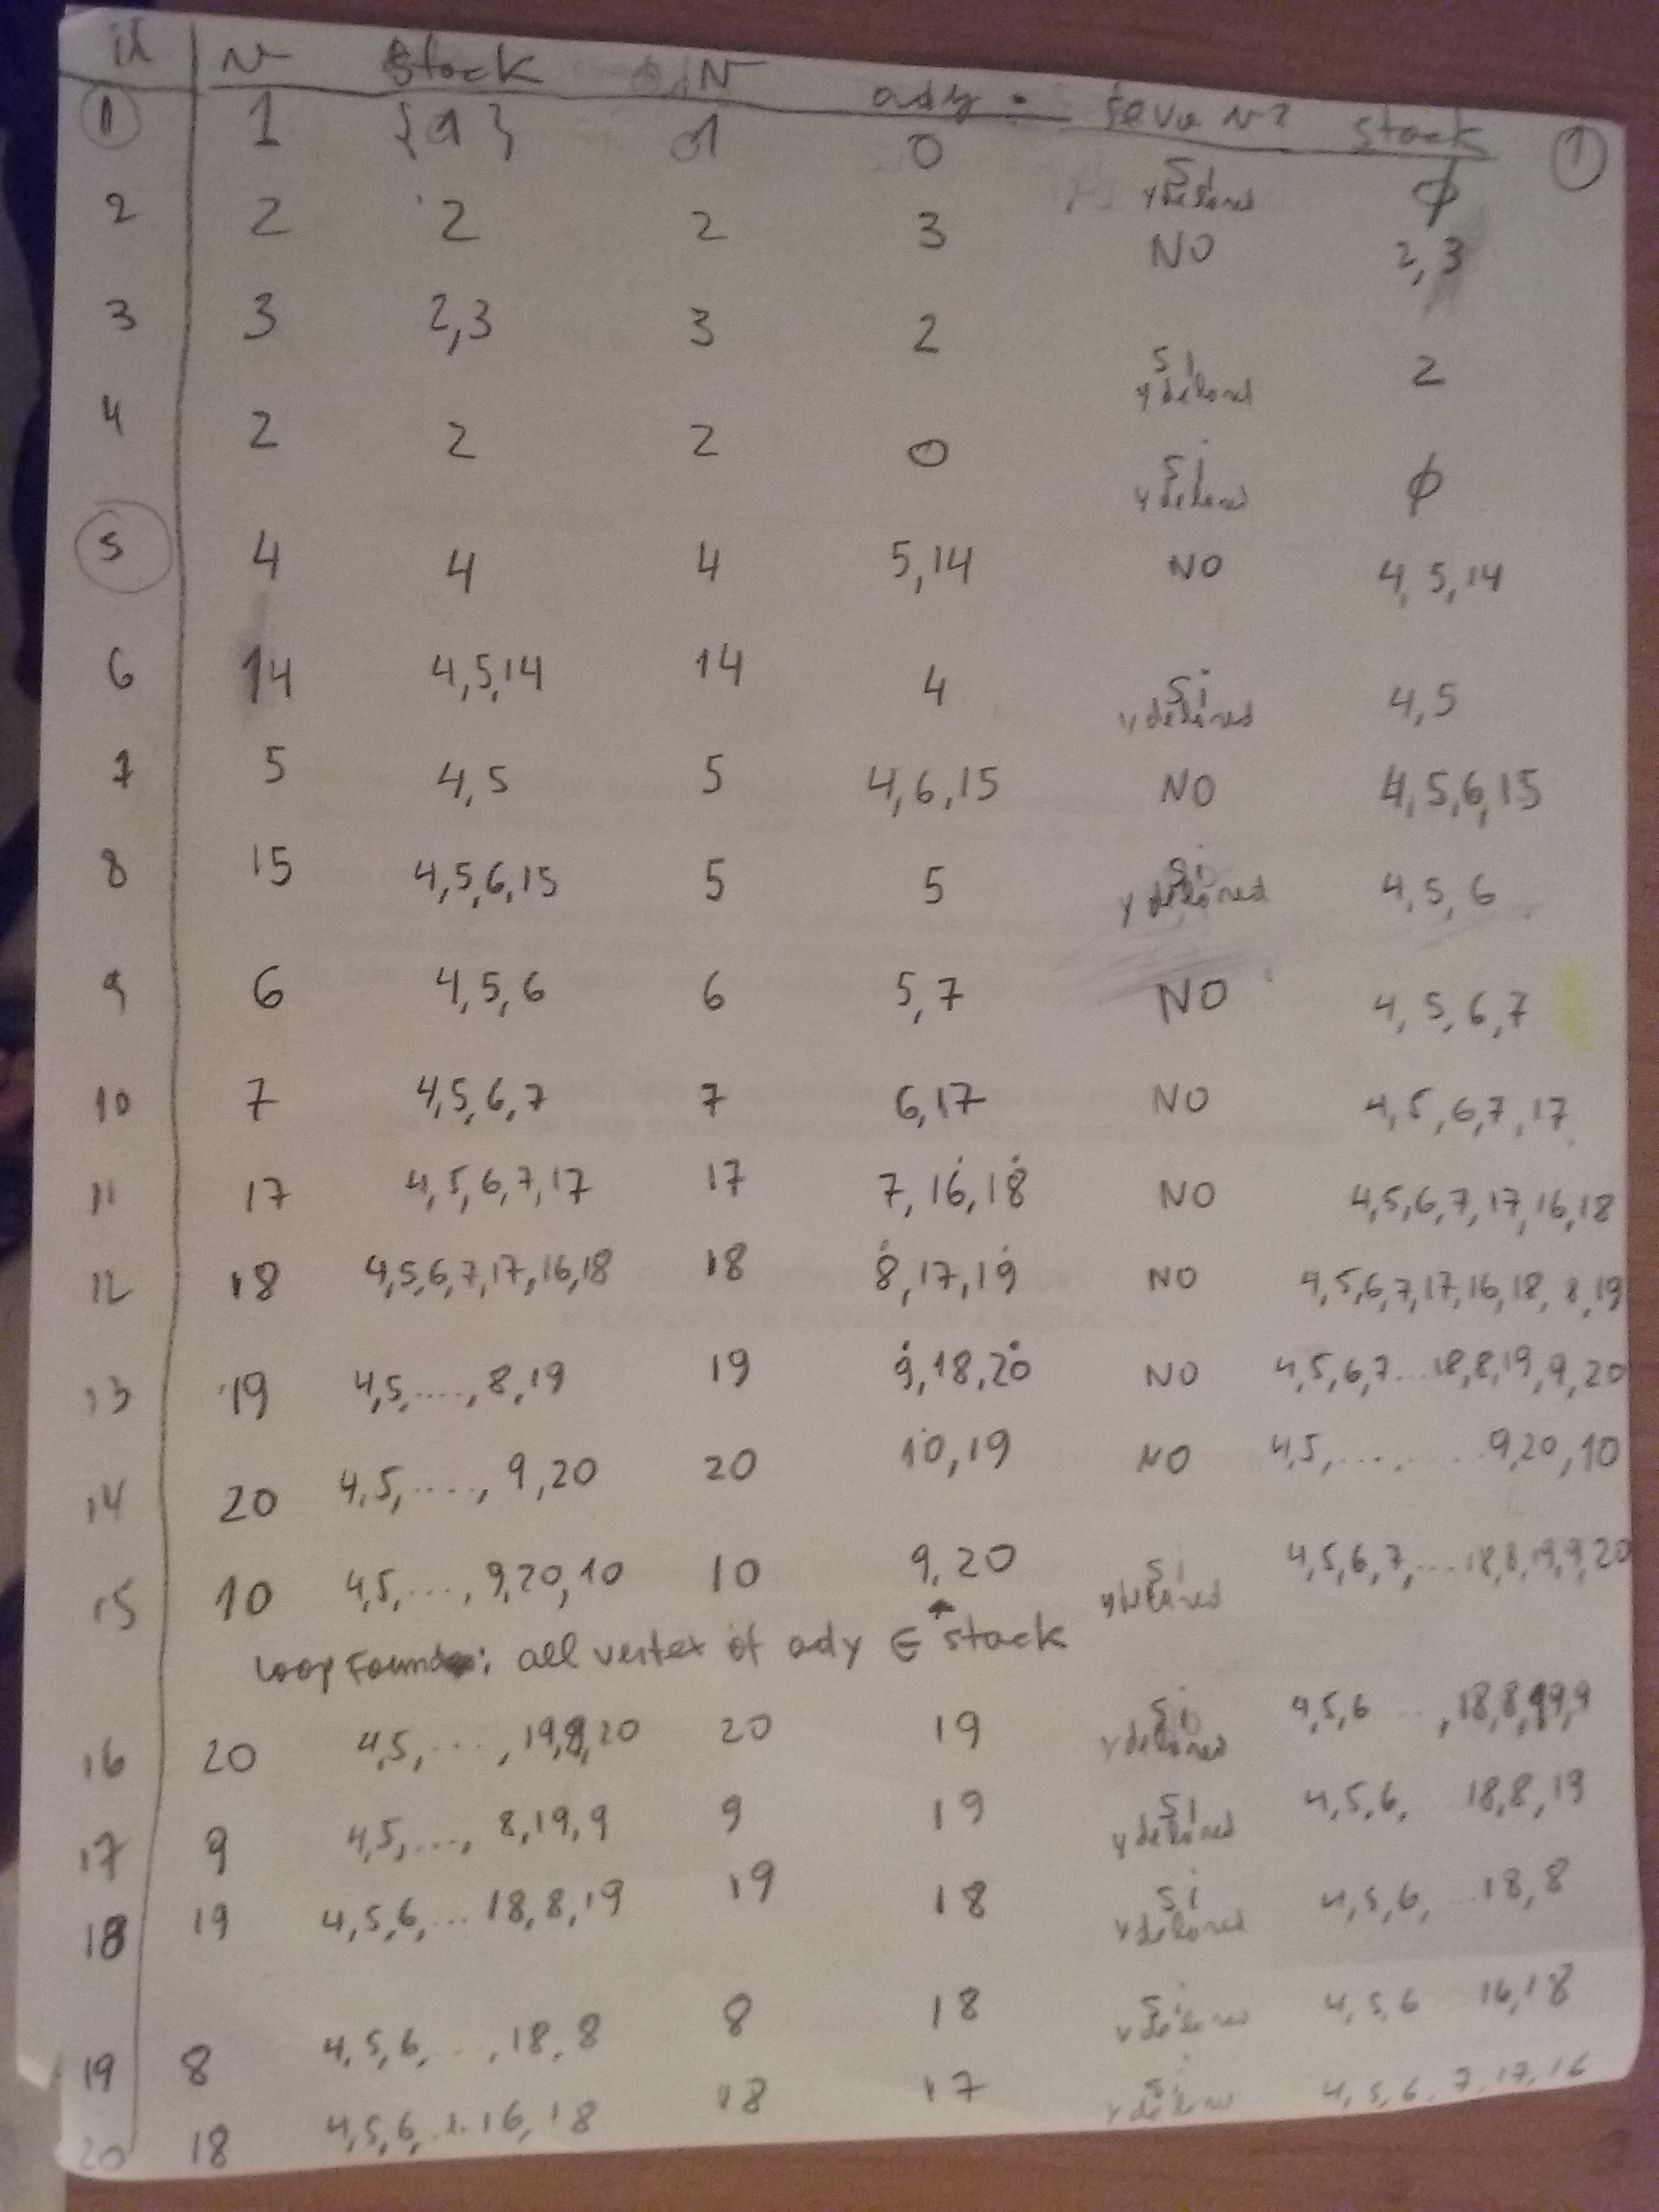 it N stack N ady. save N? stack
① 1 {1} 1 0 si y deloned ∅ ①
2 2 2 2 3 NO 2,3
3 3 2,3 3 2 si y deloned 2
4 2 2 2 0 si y deloned ∅
⑤ 4 4 4 5,14 NO 4,5,14
6 14 4,5,14 14 4 si y deloned 4,5
7 5 4,5 5 4,6,15 NO 4,5,6,15
8 15 4,5,6,15 5 5 si y deloned 4,5,6
9 6 4,5,6 6 5,7 NO 4,5,6,7
10 7 4,5,6,7 7 6,17 NO 4,5,6,7,17
11 17 4,5,6,7,17 17 7,16,18 NO 4,5,6,7,17,16,18
12 18 4,5,6,7,17,16,18 18 8,17,19 NO 4,5,6,7,17,16,18,8,19
13 19 4,5,....,8,19 19 9,18,20 NO 4,5,6,7...18,8,19,9,20
14 20 4,5,....,9,20 20 10,19 NO 4,5,.......9,20,10
15 10 4,5,....,9,20,10 10 9,20 si y deloned 4,5,6,7,....18,8,19,9,20
Loop Found: all vertex of ady ∈ stack
16 20 4,5,....,19,9,20 20 19 si y deloned 4,5,6 ..,18,8,19,9
17 9 4,5,....,8,19,9 9 19 si y deloned 4,5,6, 18,8,19
18 19 4,5,6,...18,8,19 19 18 si y deloned 4,5,6,...18,8
19 8 4,5,6,...,18,8 8 18 si 4,5,6 16,18
20 18 4,5,6,...16,18 18 17 si 4,5,6,7,17,16